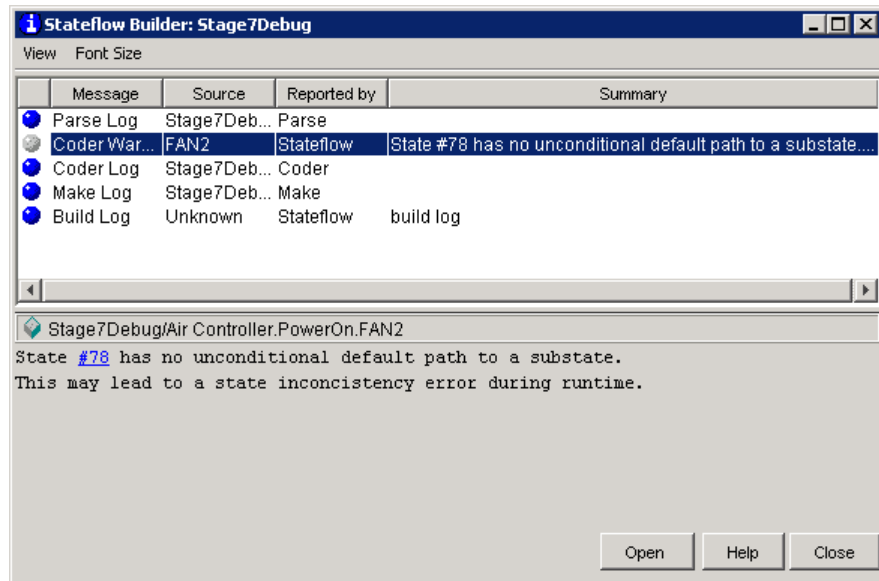 Stateflow Builder: Stage7Debug
View Font Size
Message Source Reported by Summary
Parse Log Stage7Deb... Parse
Coder War... FAN2 Stateflow State #78 has no unconditional default path to a substate....
Coder Log Stage7Deb... Coder
Make Log Stage7Deb... Make
Build Log Unknown Stateflow build log
Stage7Debug/Air Controller.PowerOn.FAN2
State #78 has no unconditional default path to a substate.
This may lead to a state inconcistency error during runtime.
Open Help Close